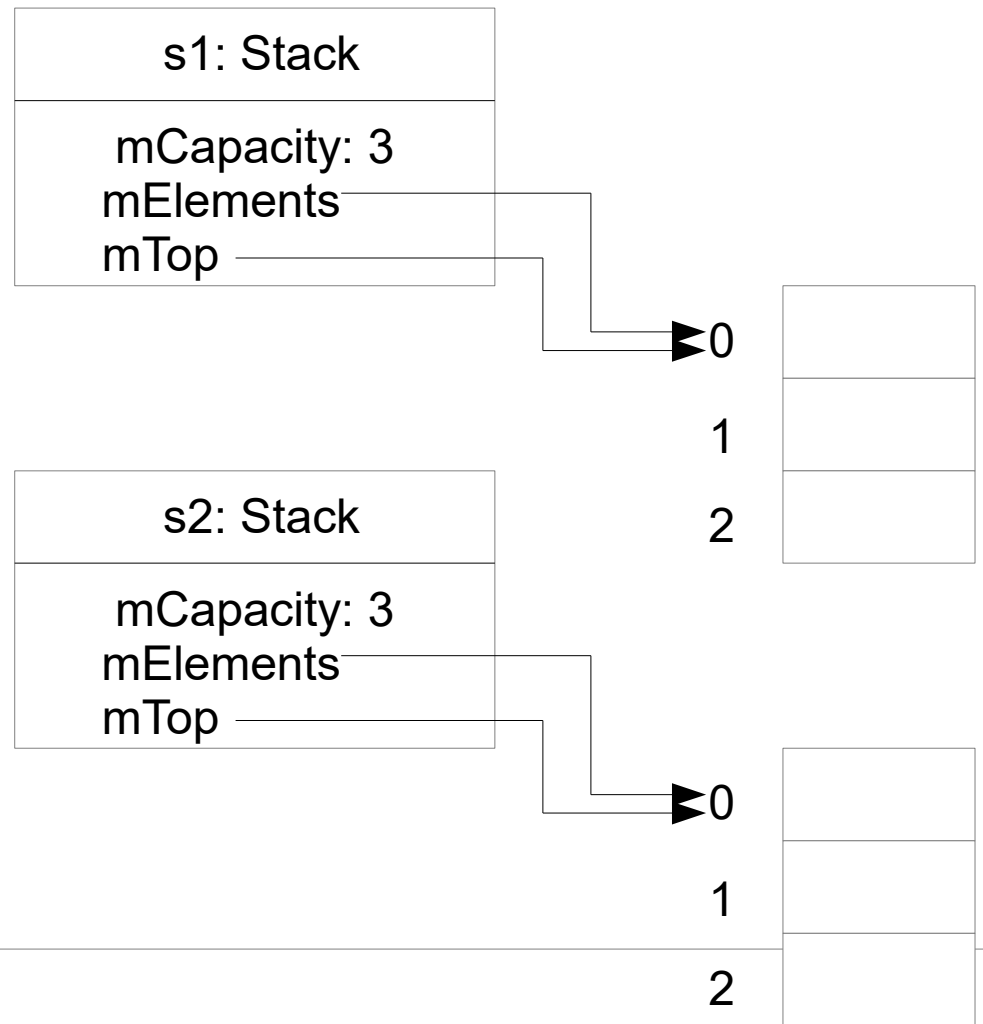 s1: Stack
mCapacity: 3
mElements
mTop
0
1
2
s2: Stack
mCapacity: 3
mElements
mTop
0
1
2